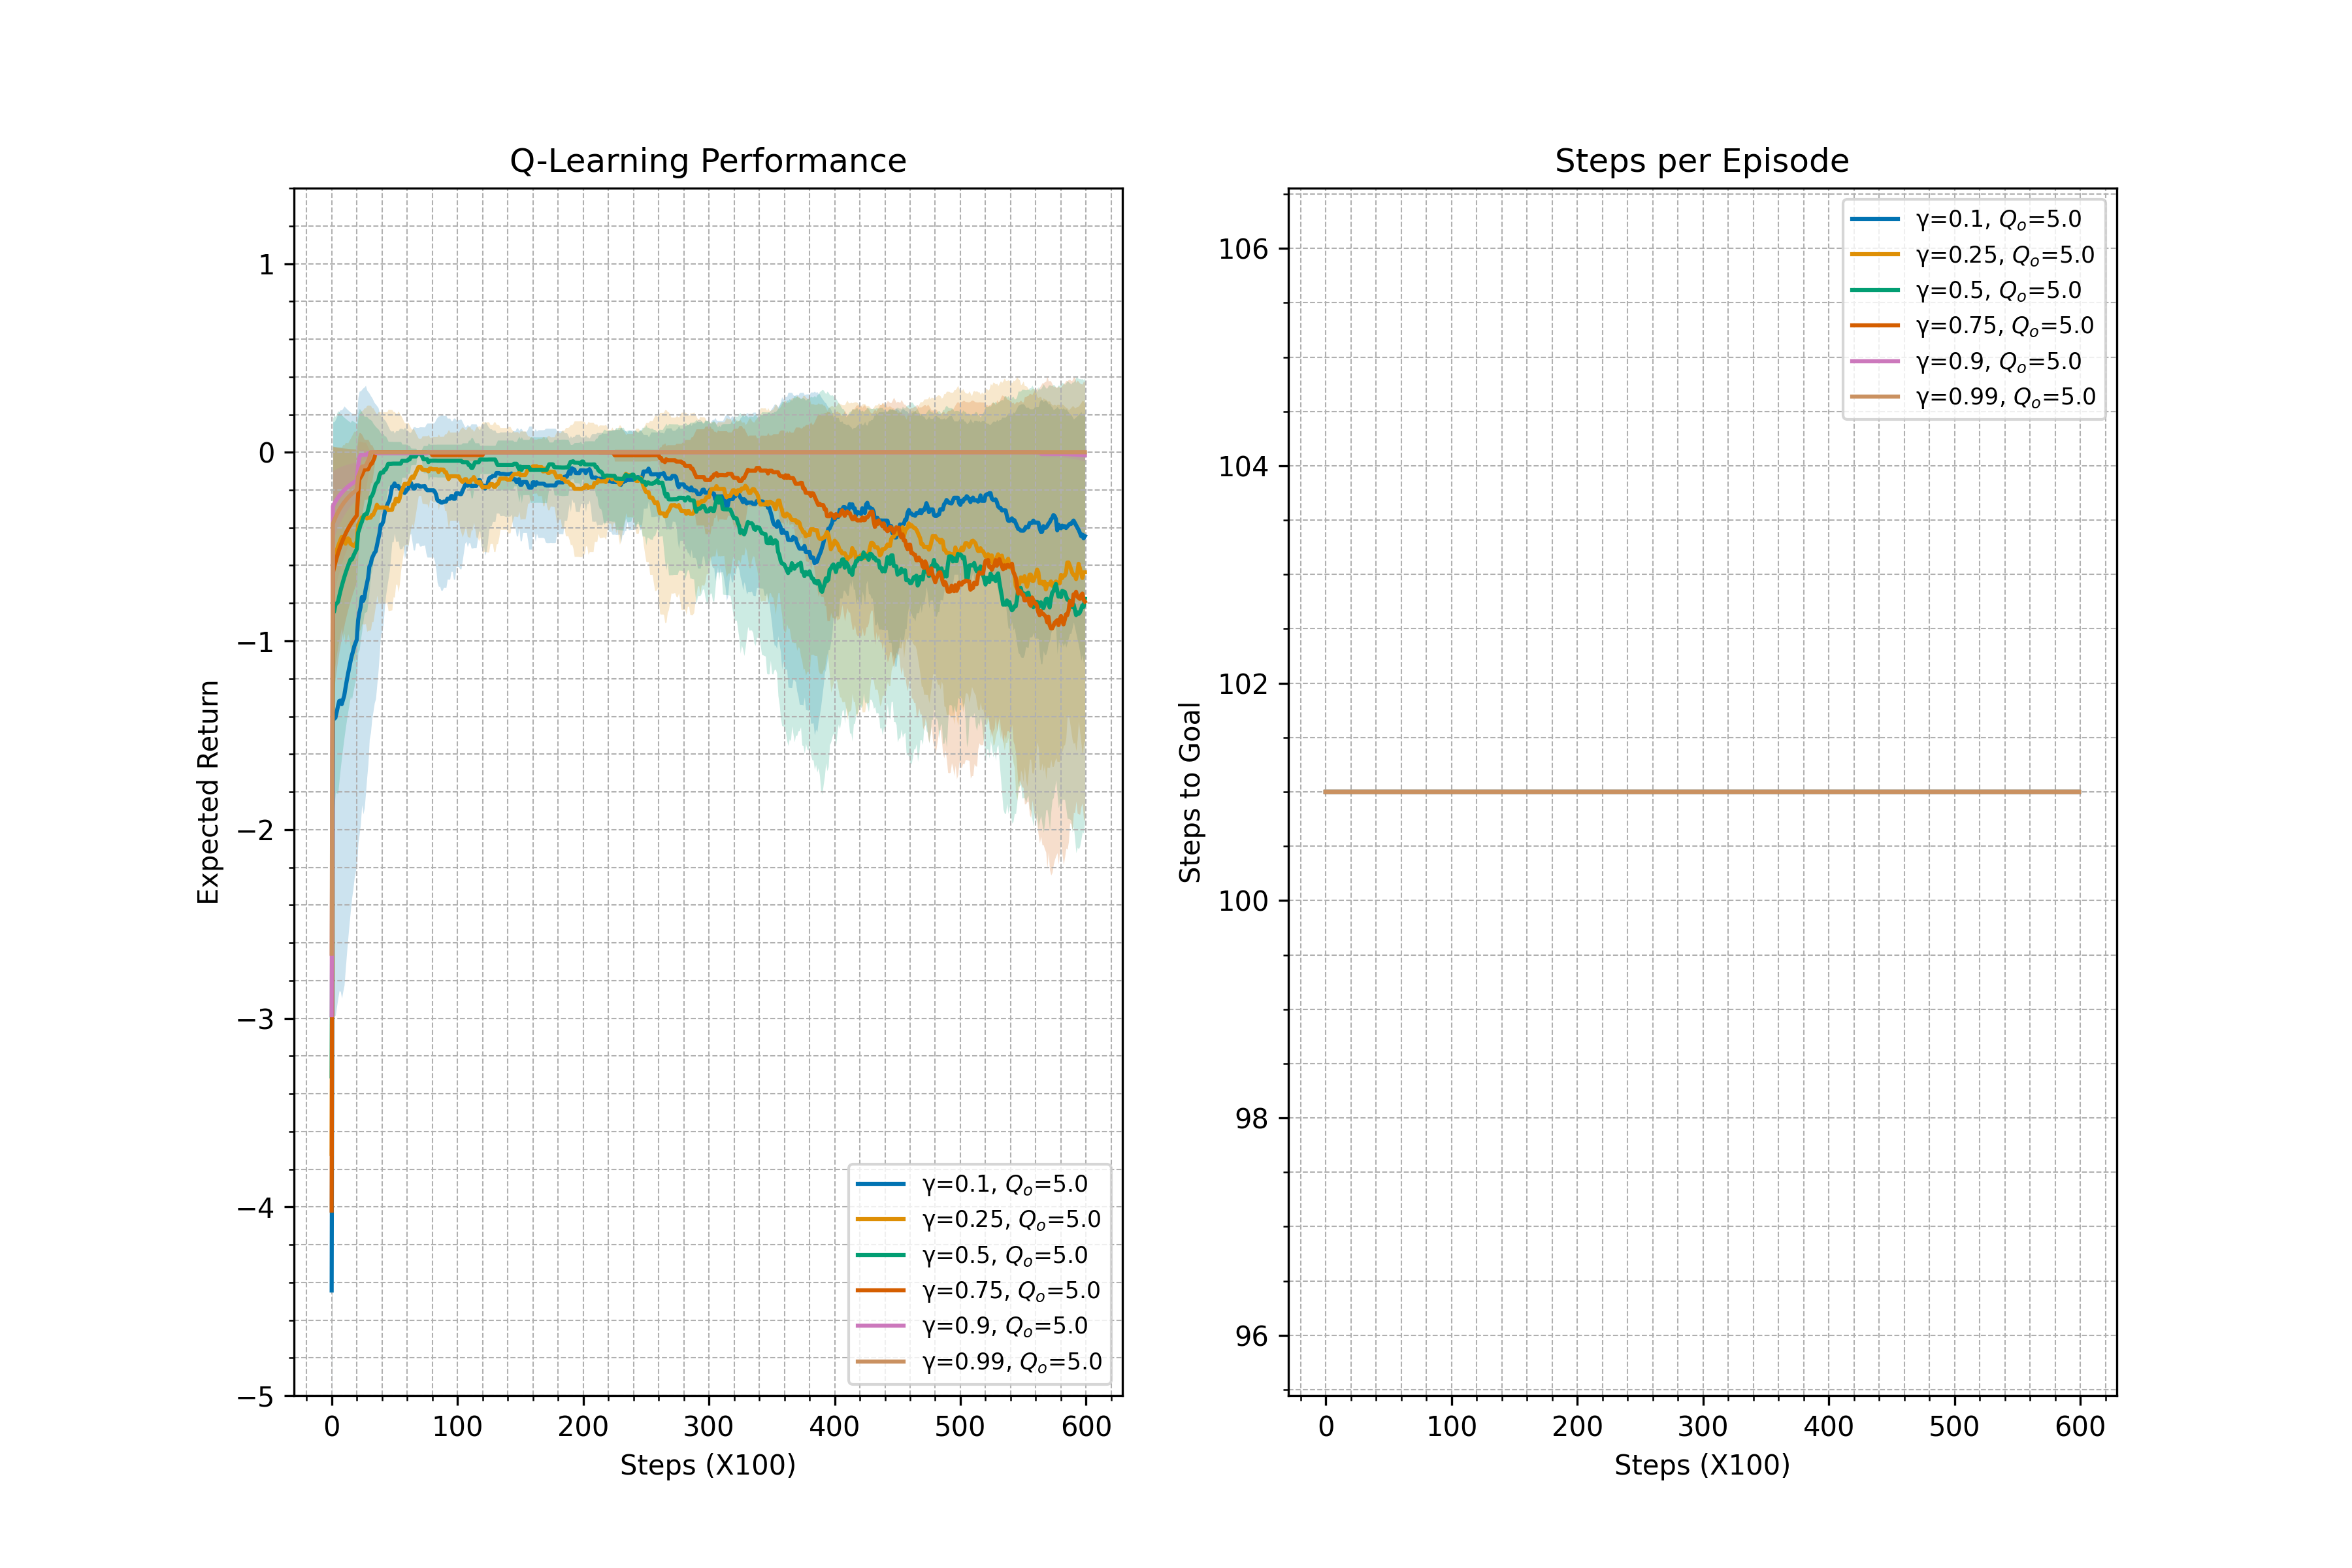 Q-Learning Performance
1
0
−1
−2
−3
−4
−5
Expected Return
0 100 200 300 400 500 600
Steps (X100)
γ=0.1, Qo=5.0
γ=0.25, Qo=5.0
γ=0.5, Qo=5.0
γ=0.75, Qo=5.0
γ=0.9, Qo=5.0
γ=0.99, Qo=5.0
Steps per Episode
106
104
102
100
98
96
Steps to Goal
0 100 200 300 400 500 600
Steps (X100)
γ=0.1, Qo=5.0
γ=0.25, Qo=5.0
γ=0.5, Qo=5.0
γ=0.75, Qo=5.0
γ=0.9, Qo=5.0
γ=0.99, Qo=5.0